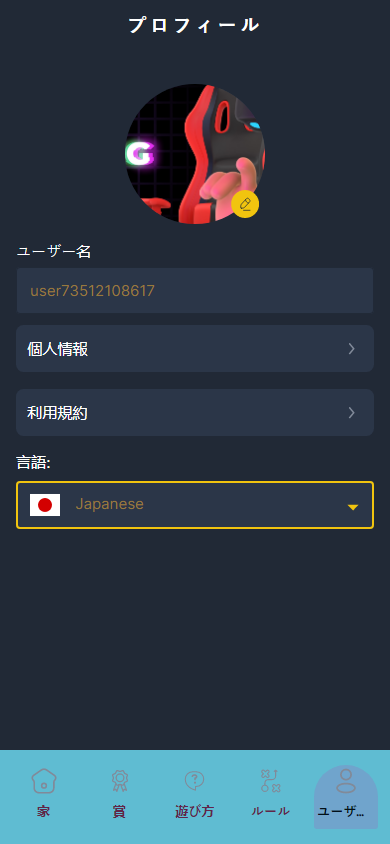 プロフィール
G
ユーザー名
user73512108617
個人情報
利用規約
言語:
Japanese
家
賞
遊び方
ルール
ユーザ...